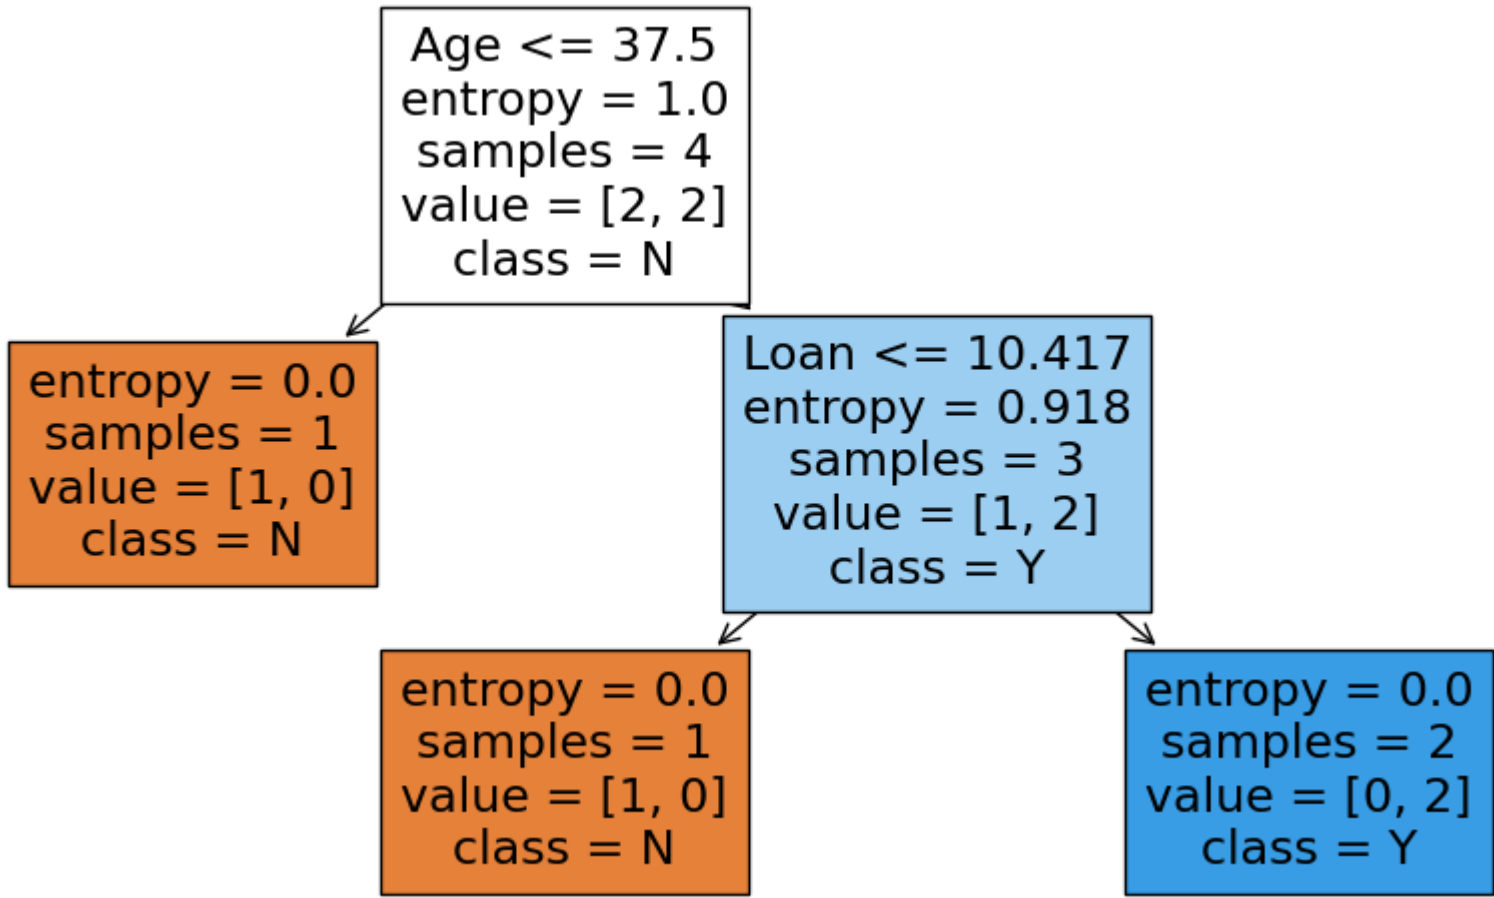 Age <= 37.5
entropy = 1.0
samples = 4
value = [2, 2]
class = N
entropy = 0.0
samples = 1
value = [1, 0]
class = N
Loan <= 10.417
entropy = 0.918
samples = 3
value = [1, 2]
class = Y
entropy = 0.0
samples = 1
value = [1, 0]
class = N
entropy = 0.0
samples = 2
value = [0, 2]
class = Y